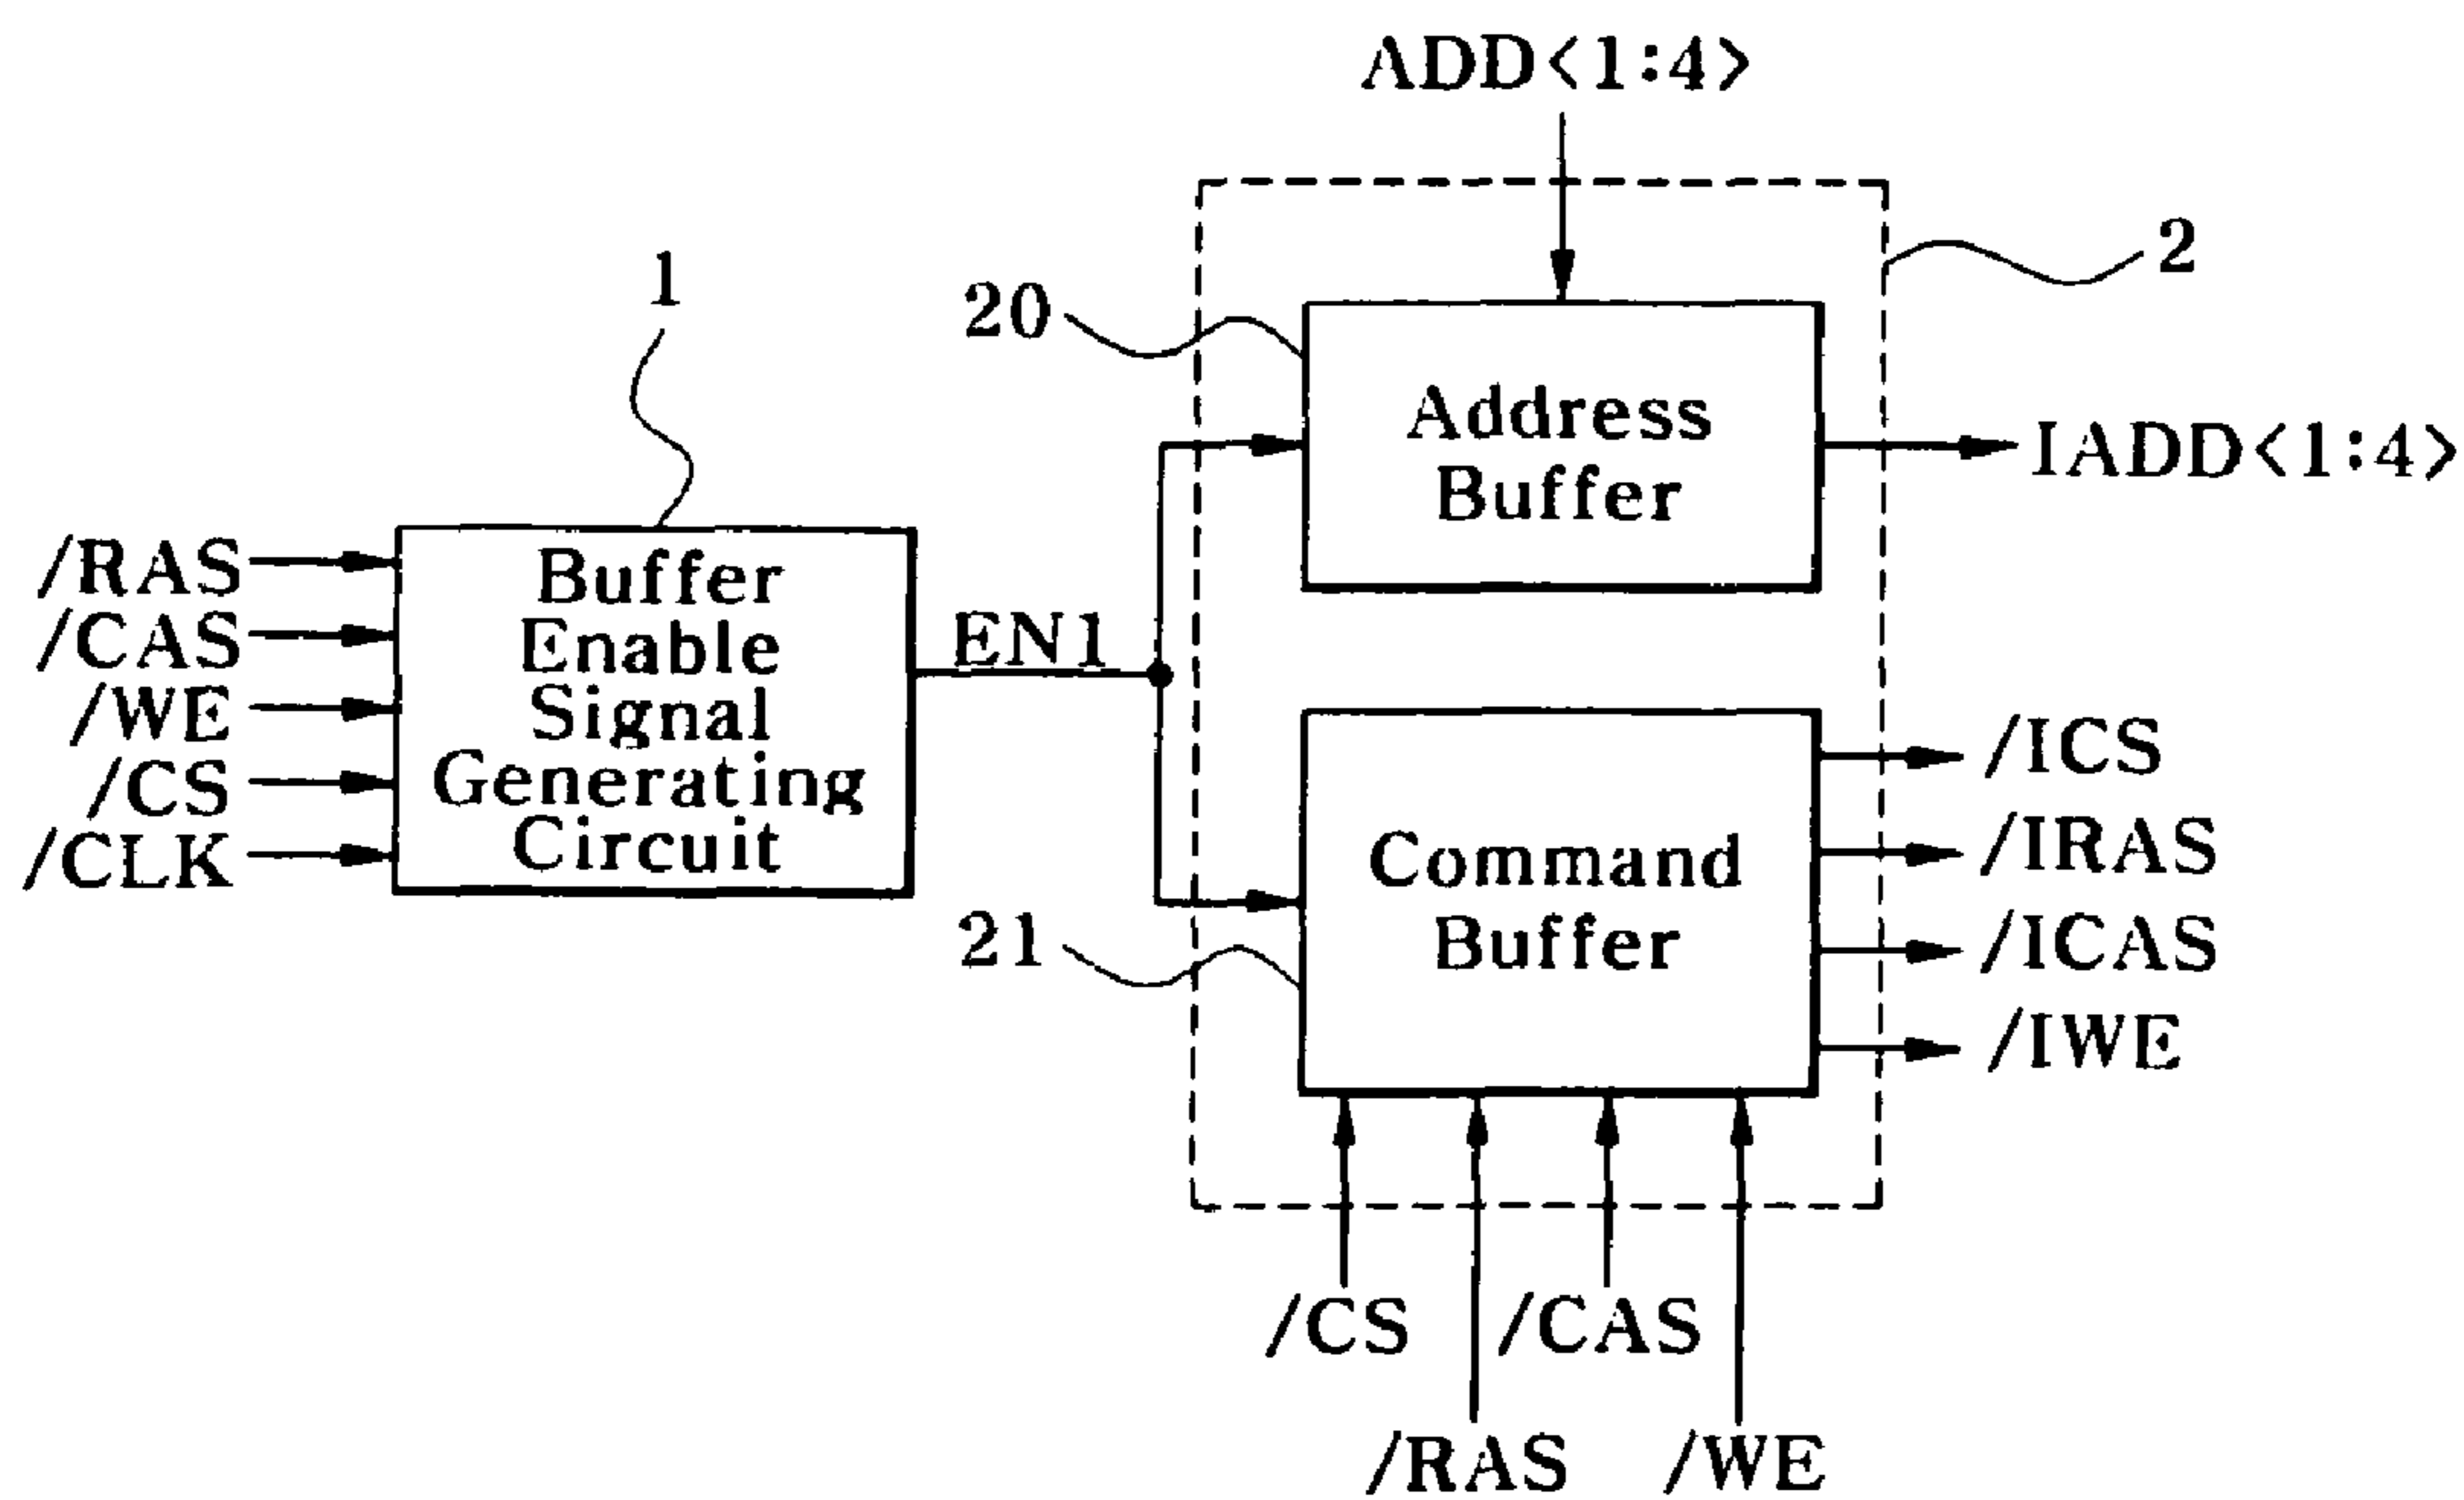 ADD<1:4>
2
1
20
Address
Buffer
IADD<1:4>
/RAS
/CAS
/WE
/CS
/CLK
Buffer
Enable
Signal
Generating
Circuit
EN1
21
Command
Buffer
/ICS
/IRAS
/ICAS
/IWE
/CS
/CAS
/RAS
/WE